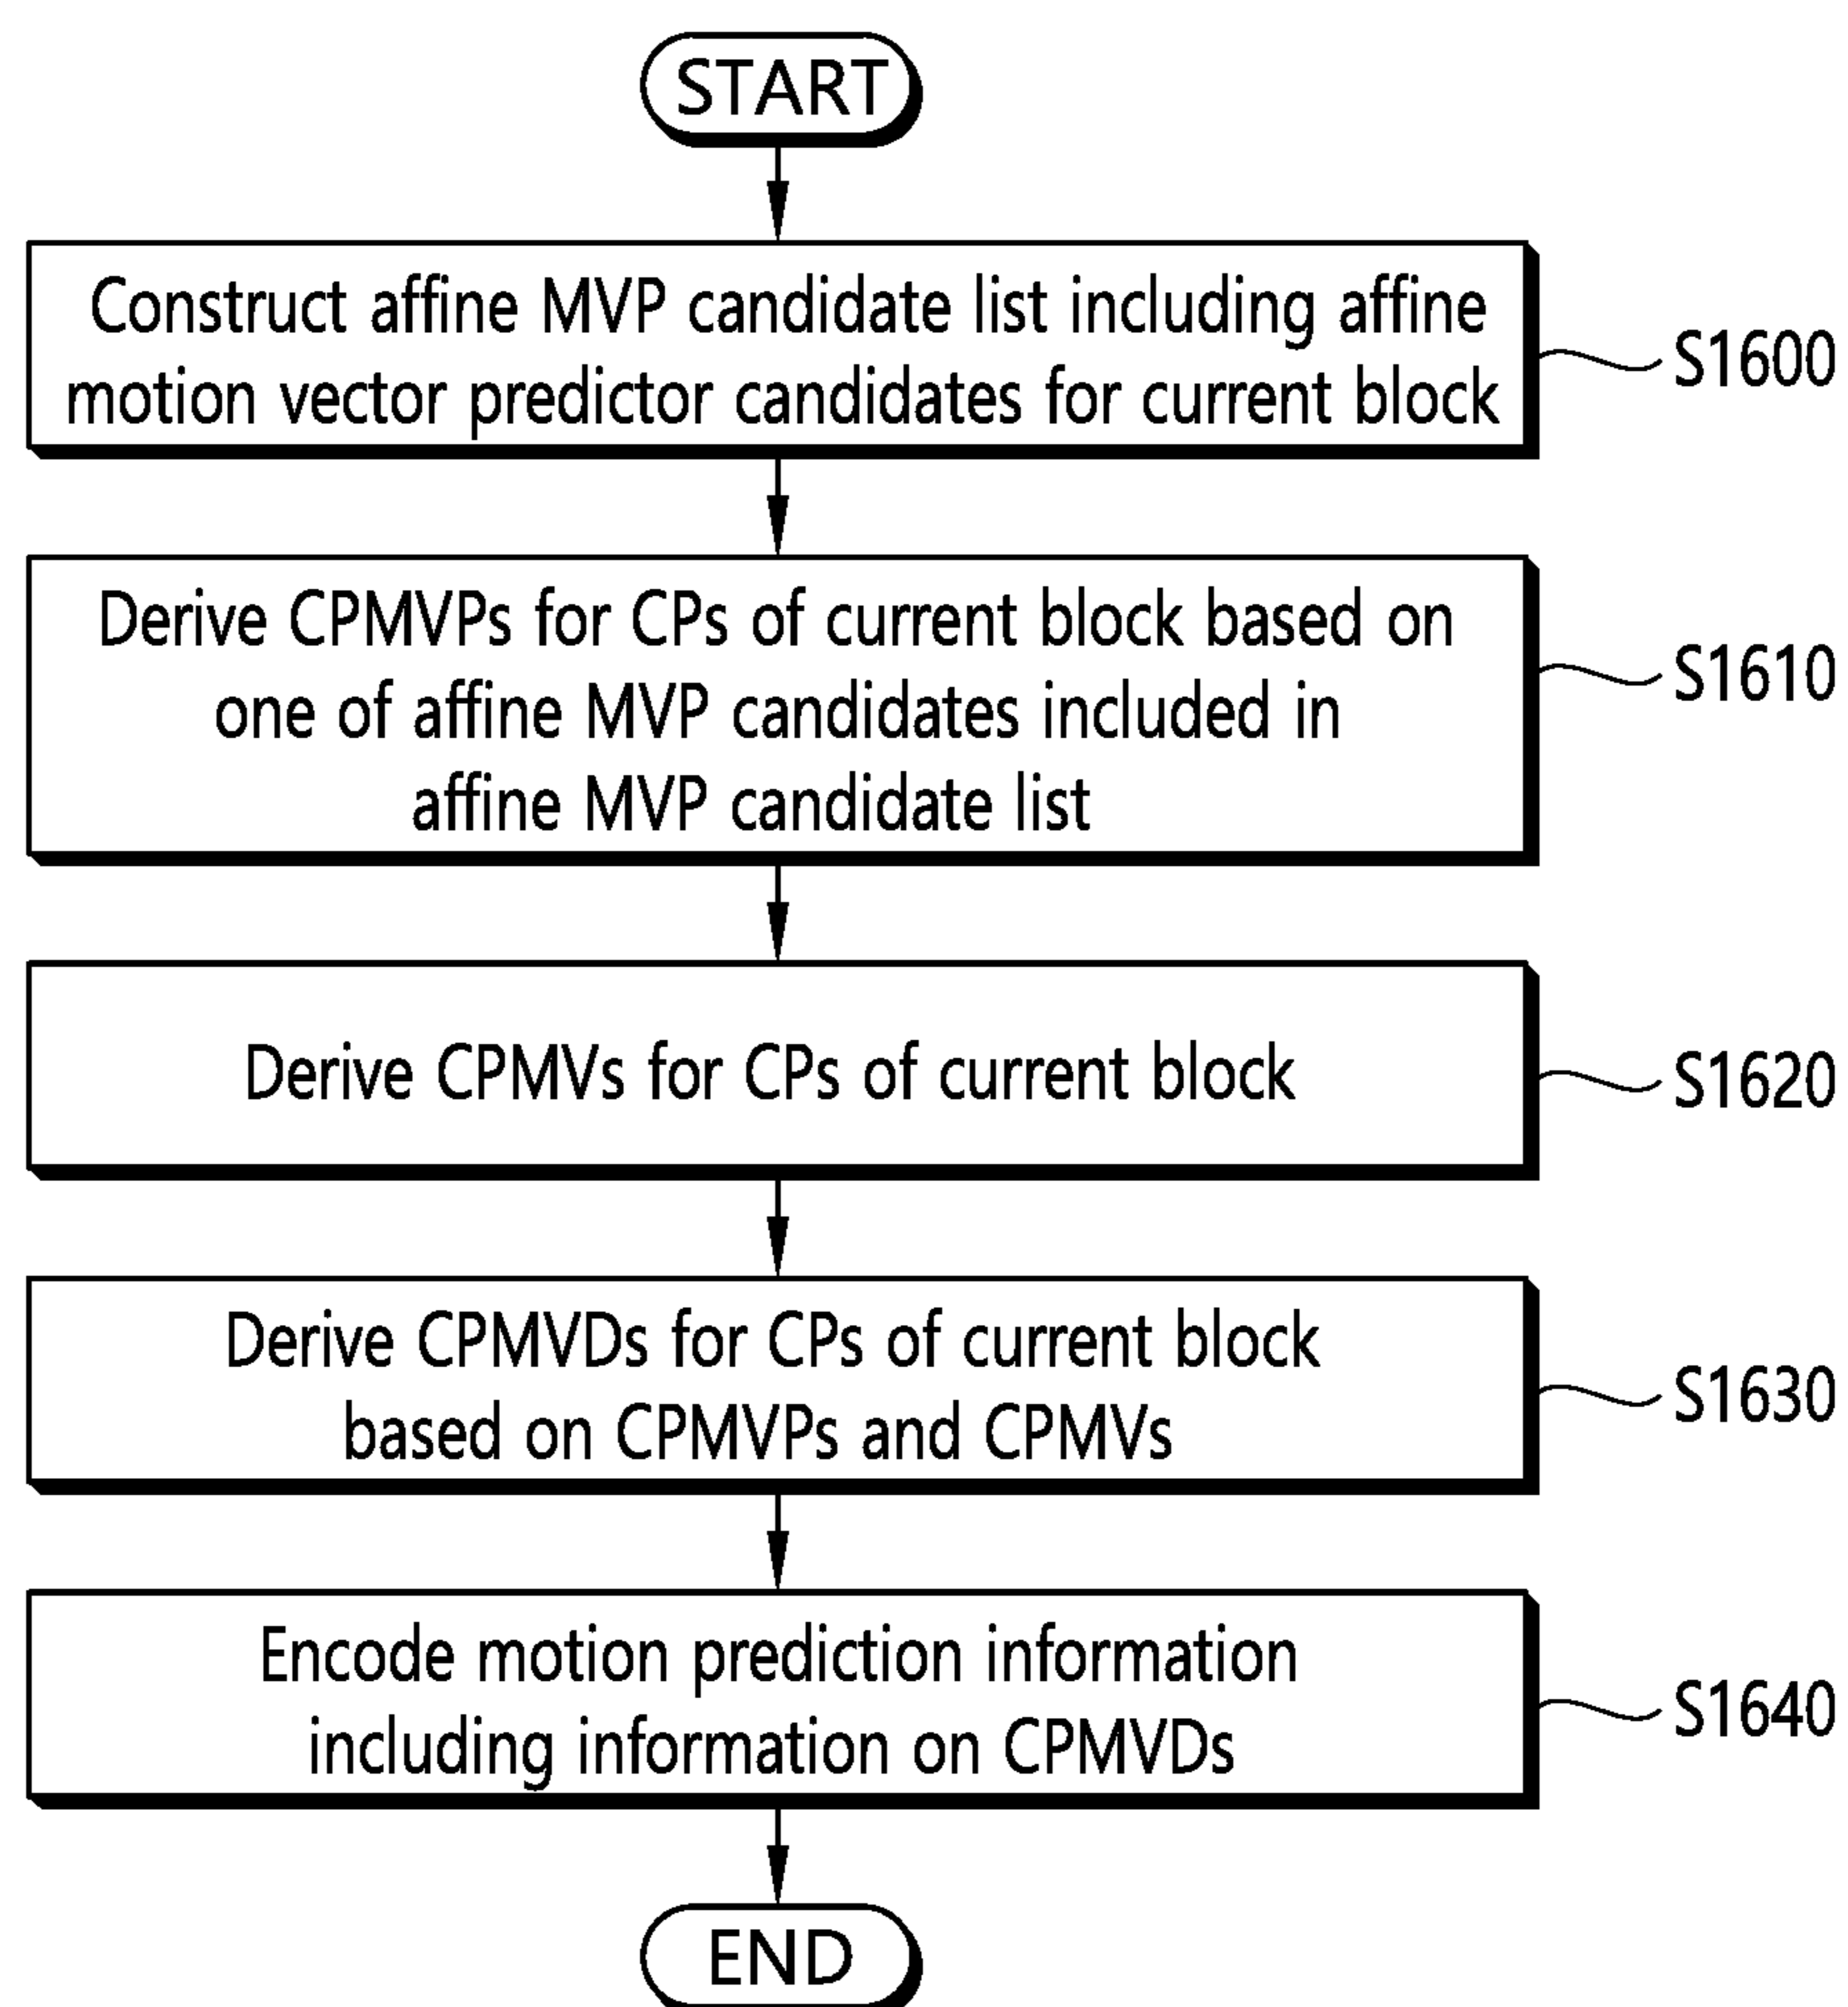 START
Construct affine MVP candidate list including affine
motion vector predictor candidates for current block
S1600
Derive CPMVPs for CPs of current block based on
one of affine MVP candidates included in
affine MVP candidate list
S1610
Derive CPMVs for CPs of current block
S1620
Derive CPMVDs for CPs of current block
based on CPMVPs and CPMVs
S1630
Encode motion prediction information
including information on CPMVDs
S1640
END